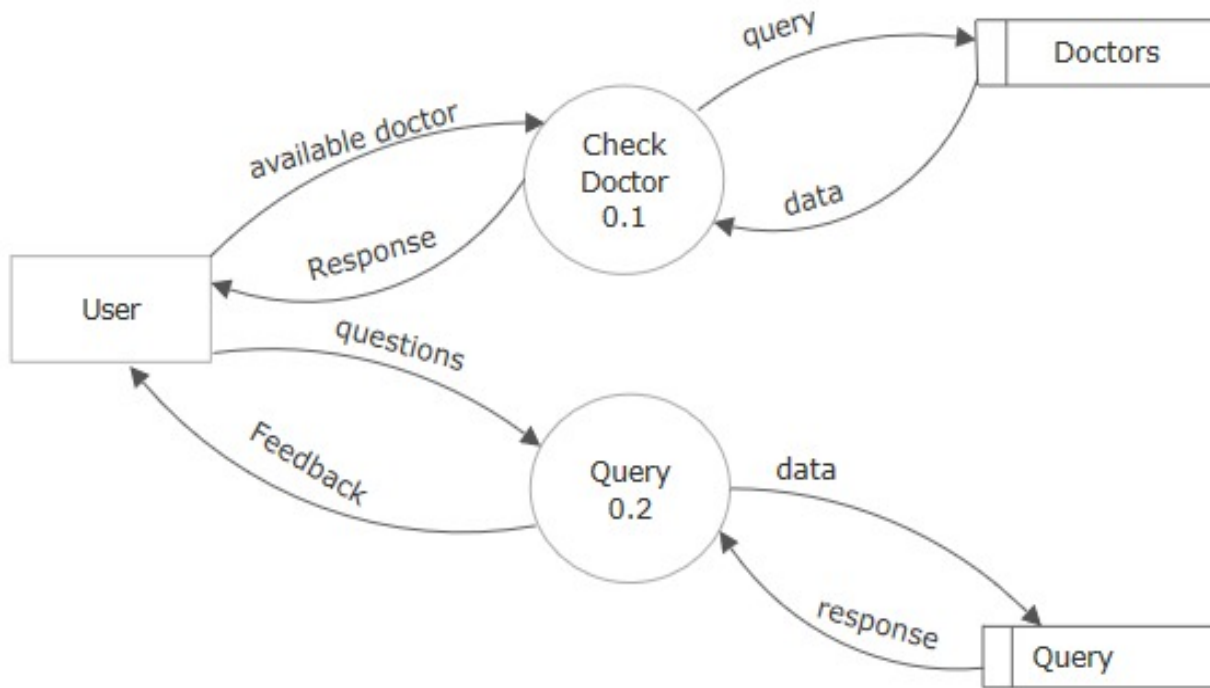 query
Doctors
available doctor
Check
Doctor
0.1
data
Response
User
questions
Feedback
Query
0.2
data
response
Query